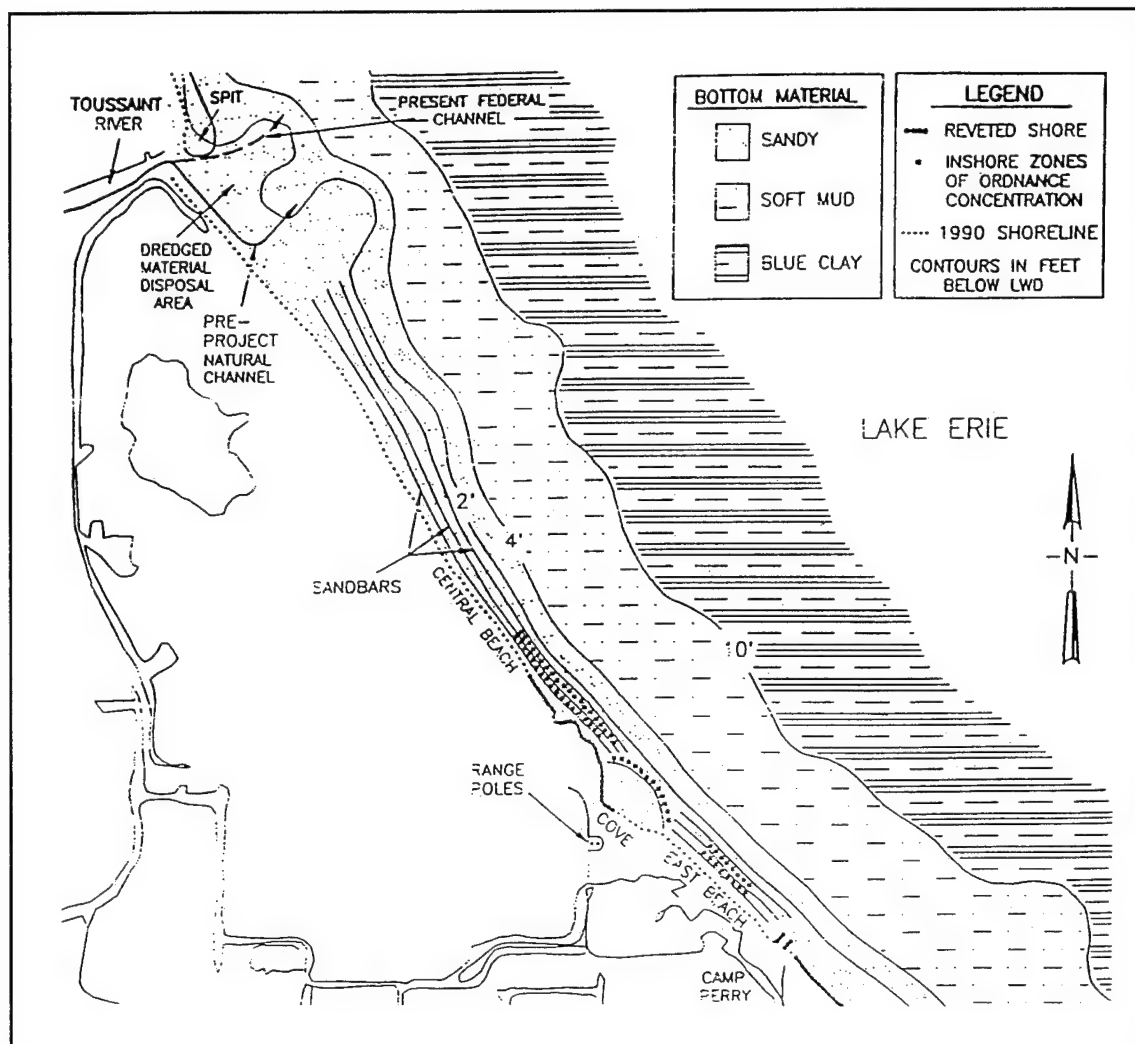 TOUSSAINT
RIVER
SPIT
PRESENT FEDERAL
CHANNEL
BOTTOM MATERIAL
SANDY
SOFT MUD
BLUE CLAY
LEGEND
REVETED SHORE
INSHORE ZONES
OF ORDNANCE
CONCENTRATION
1990 SHORELINE
CONTOURS IN FEET
BELOW LWD
DREDGED
MATERIAL
DISPOSAL
AREA
PRE-
PROJECT
NATURAL
CHANNEL
LAKE ERIE
2'
4'
10'
-N-
SANDBARS
CENTRAL BEACH
RANGE
POLES
COVE
EAST BEACH
CAMP
PERRY